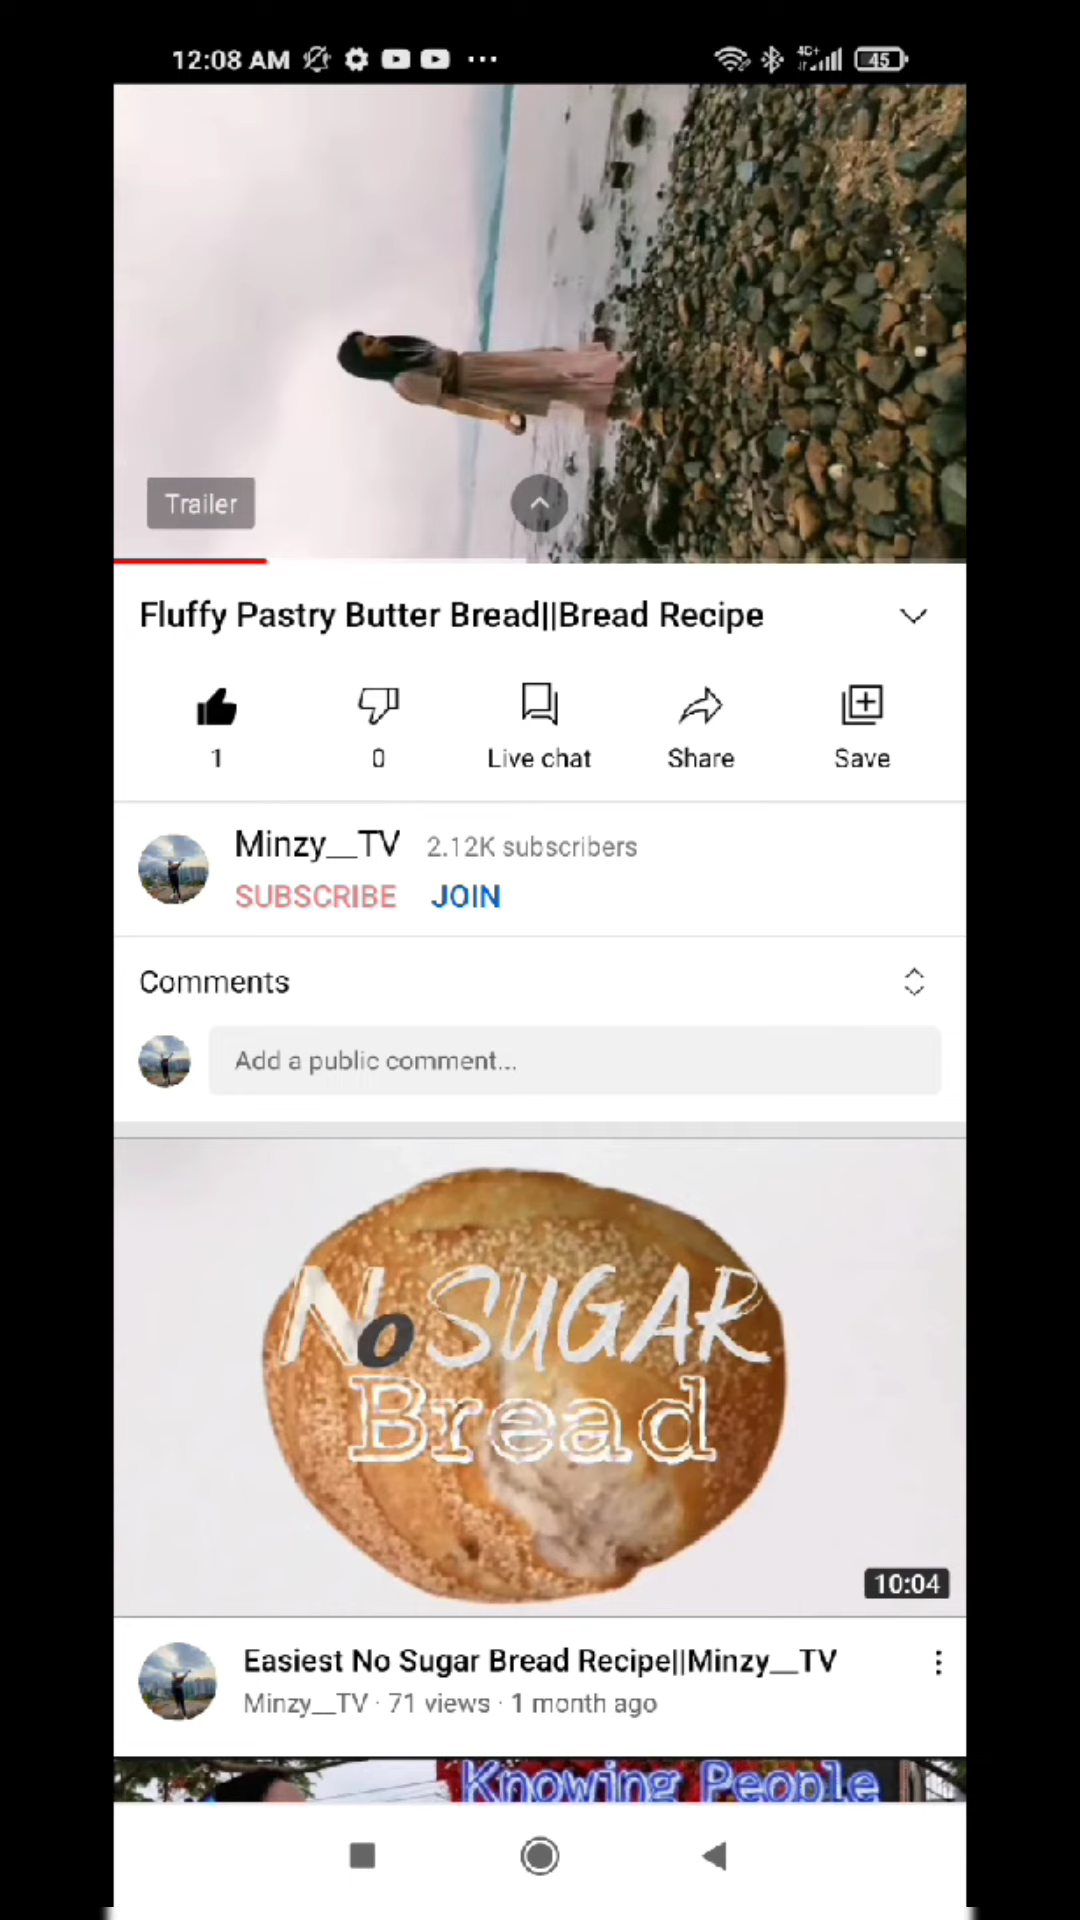 12:08 AM
4G+
45
Trailer
Fluffy Pastry Butter Bread||Bread Recipe
1
0
Live chat
Share
Save
Minzy__TV 2.12K subscribers
SUBSCRIBE JOIN
Comments
Add a public comment...
No SUGAR
Bread
10:04
Easiest No Sugar Bread Recipe||Minzy__TV
Minzy__TV · 71 views · 1 month ago
Knowing People